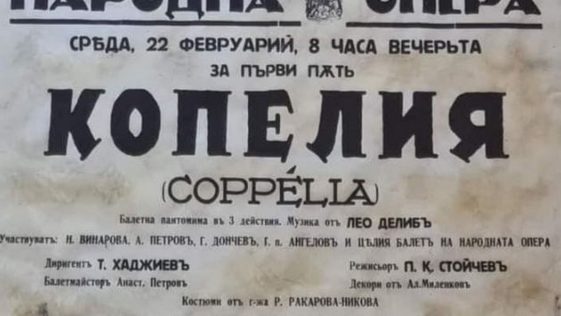 НАРОДНА ОПЕРА
СРѢДА, 22 ФЕВРУАРИЙ, 8 ЧАСА ВЕЧЕРЬТА
ЗА ПЪРВИ ПѪТЬ
КОПЕЛИЯ
(COPPÉLIA)
Балетна пантомима въ 3 действия. Музика отъ ЛЕО ДЕЛИБЪ
Участвуватъ: Н. ВИНАРОВА, А. ПЕТРОВЪ, Г. ДОНЧЕВЪ, Г. п. АНГЕЛОВЪ И ЦѢЛИЯ БАЛЕТЪ НА НАРОДНАТА ОПЕРА
Диригентъ Т. ХАДЖИЕВЪ Режисьоръ П. К. СТОЙЧЕВЪ
Балетмайсторъ Анаст. Петровъ Декори отъ Ал. Миленковъ
Костюми отъ г-жа Р. РАКАРОВА-НИКОВА